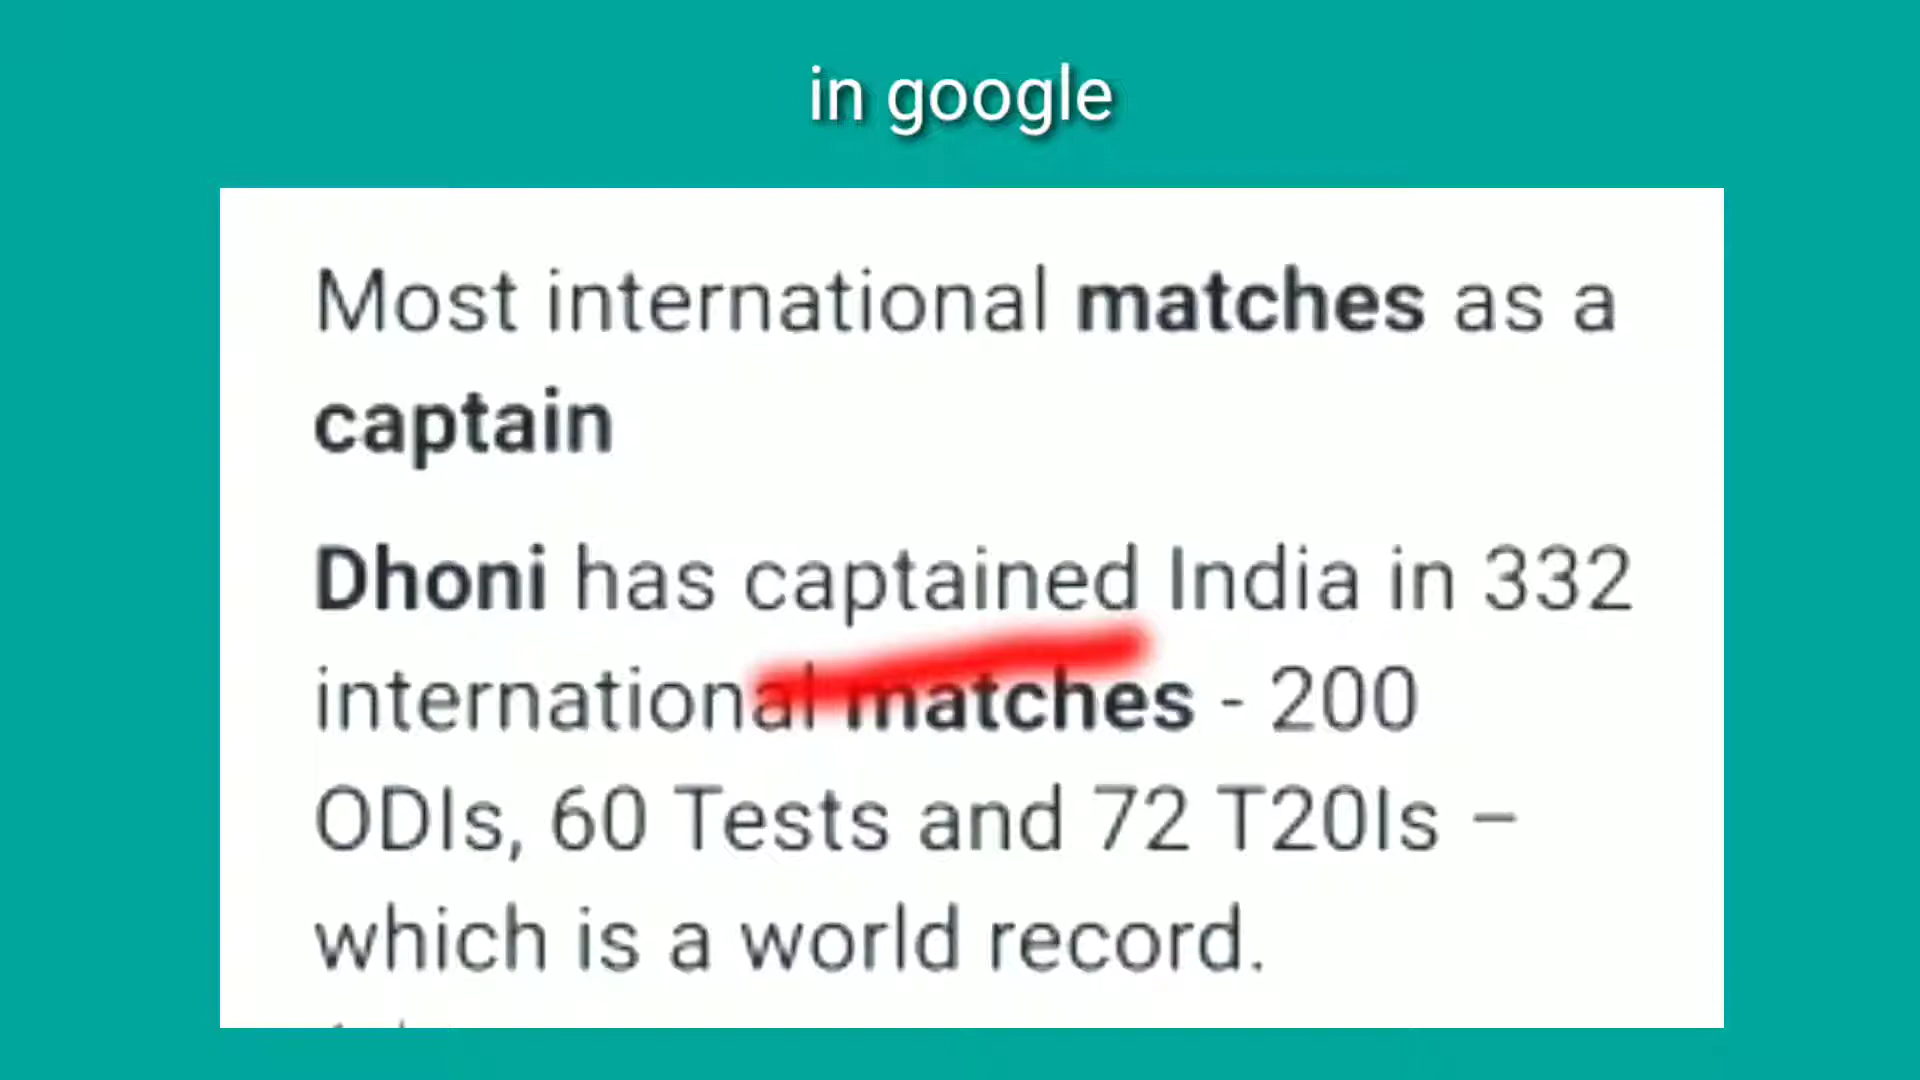 in google
Most international matches as a
captain
Dhoni has captained India in 332
international matches - 200
ODIs, 60 Tests and 72 T20Is –
which is a world record.